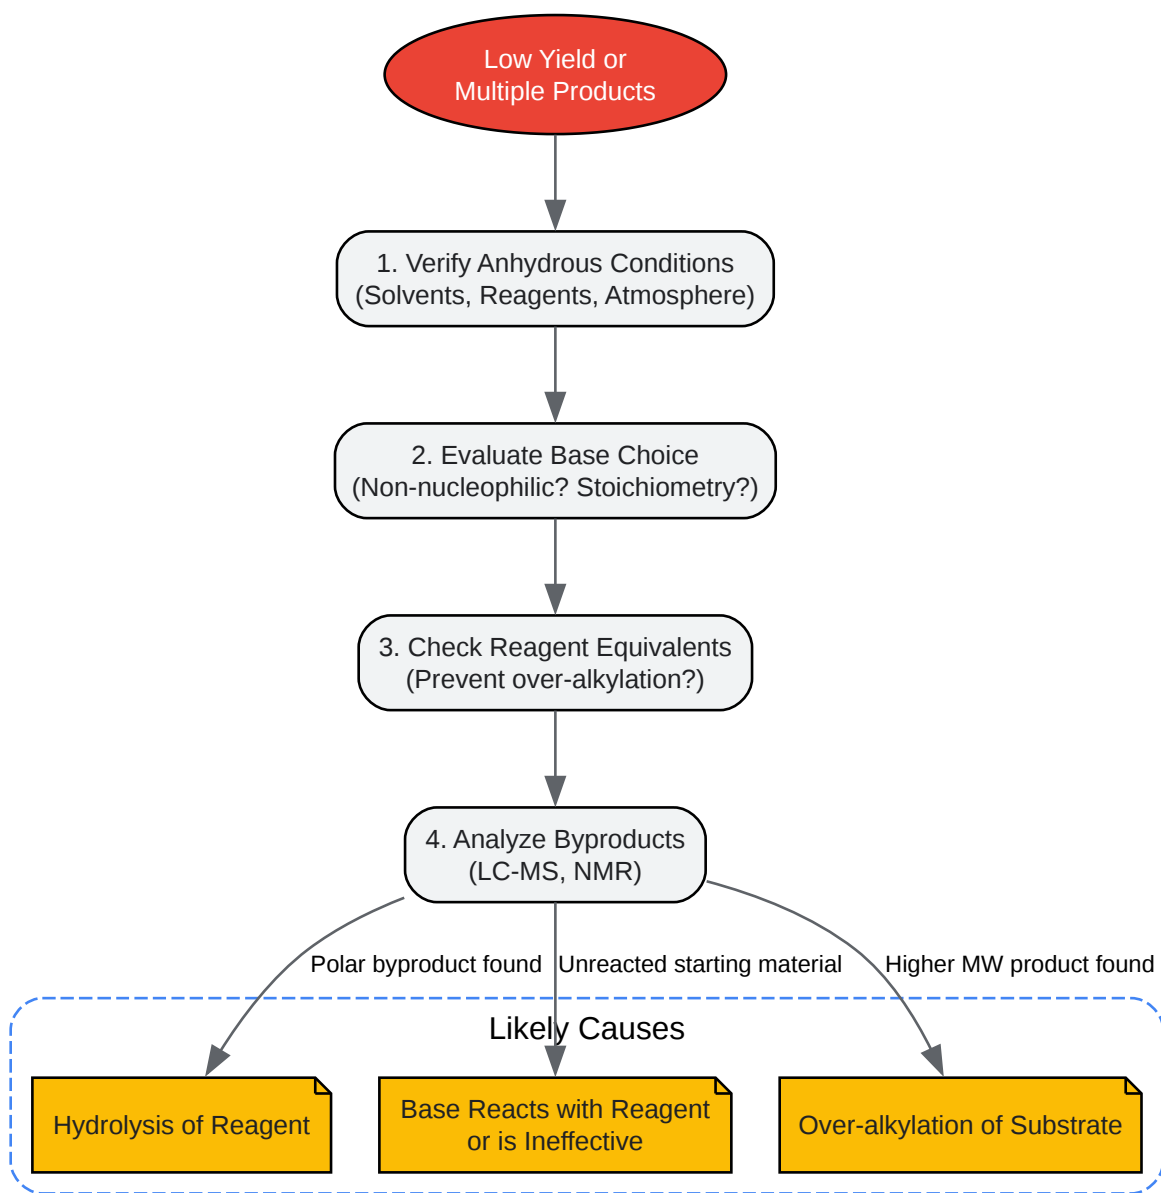 Low Yield or
Multiple Products
1. Verify Anhydrous Conditions
(Solvents, Reagents, Atmosphere)
2. Evaluate Base Choice
(Non-nucleophilic? Stoichiometry?)
3. Check Reagent Equivalents
(Prevent over-alkylation?)
4. Analyze Byproducts
(LC-MS, NMR)
Polar byproduct found
Unreacted starting material
Higher MW product found
Likely Causes
Hydrolysis of Reagent
Base Reacts with Reagent
or is Ineffective
Over-alkylation of Substrate